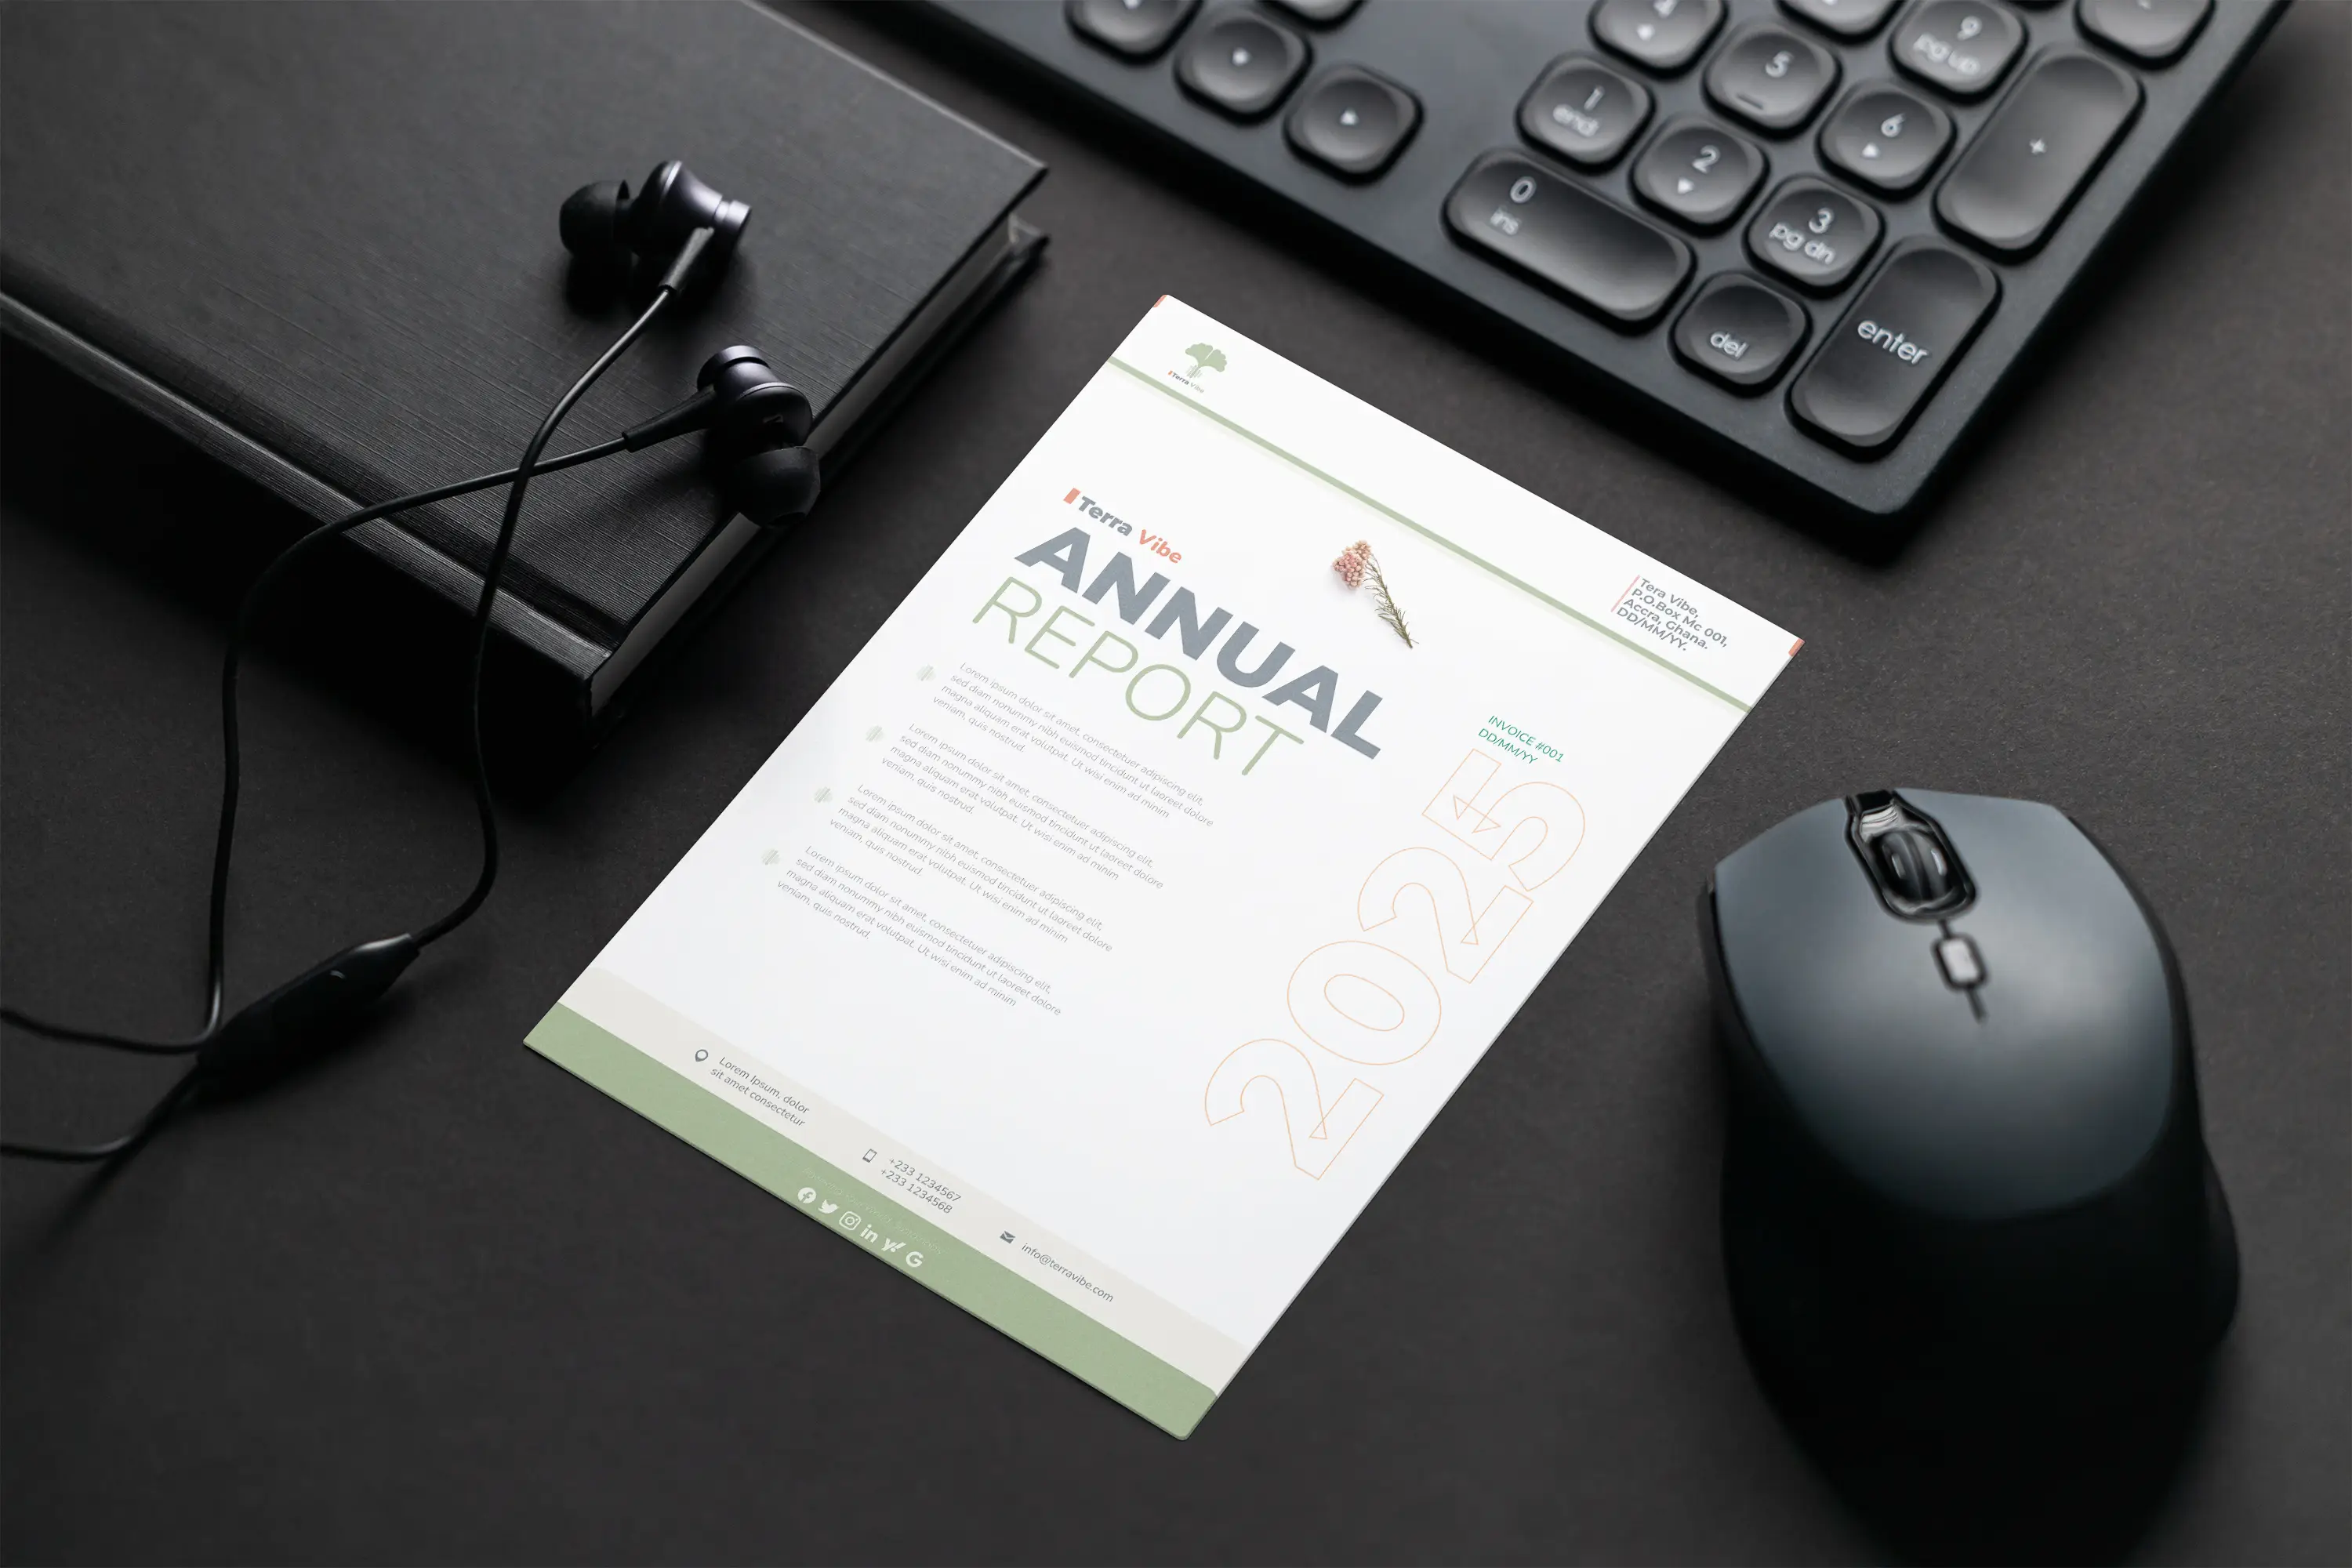 4
9
pg up
5
1
end
6
2
+
0
ins
3
pg dn
del
enter
Terra Vibe
Tera Vibe,
P.O.Box Mc 001,
Accra, Ghana.
DD/MM/YY.
Terra Vibe
ANNUAL
REPORT
INVOICE #001
DD/MM/YY
2025
Lorem ipsum dolor sit amet, consectetuer adipiscing elit,
sed diam nonummy nibh euismod tincidunt ut laoreet dolore
magna aliquam erat volutpat. Ut wisi enim ad minim
veniam, quis nostrud.
Lorem ipsum dolor sit amet, consectetuer adipiscing elit,
sed diam nonummy nibh euismod tincidunt ut laoreet dolore
magna aliquam erat volutpat. Ut wisi enim ad minim
veniam, quis nostrud.
Lorem ipsum dolor sit amet, consectetuer adipiscing elit,
sed diam nonummy nibh euismod tincidunt ut laoreet dolore
magna aliquam erat volutpat. Ut wisi enim ad minim
veniam, quis nostrud.
Lorem ipsum dolor sit amet, consectetuer adipiscing elit,
sed diam nonummy nibh euismod tincidunt ut laoreet dolore
magna aliquam erat volutpat. Ut wisi enim ad minim
veniam, quis nostrud.
Lorem Ipsum, dolor
sit amet consectetur
+233 1234567
+233 1234568
info@terravibe.com